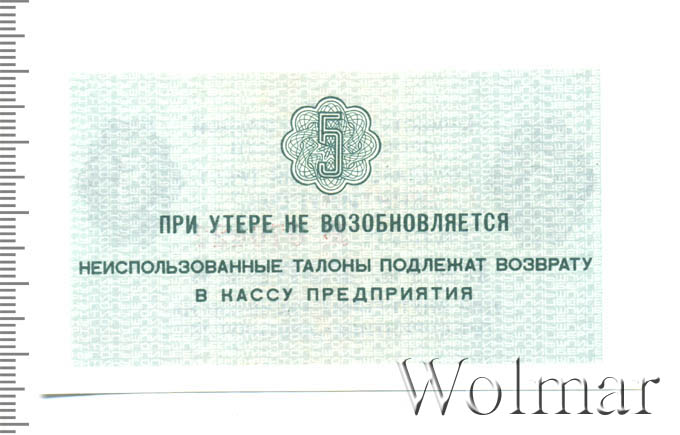 5
ПРИ УТЕРЕ НЕ ВОЗОБНОВЛЯЕТСЯ
НЕИСПОЛЬЗОВАННЫЕ ТАЛОНЫ ПОДЛЕЖАТ ВОЗВРАТУ
В КАССУ ПРЕДПРИЯТИЯ
Wolmar